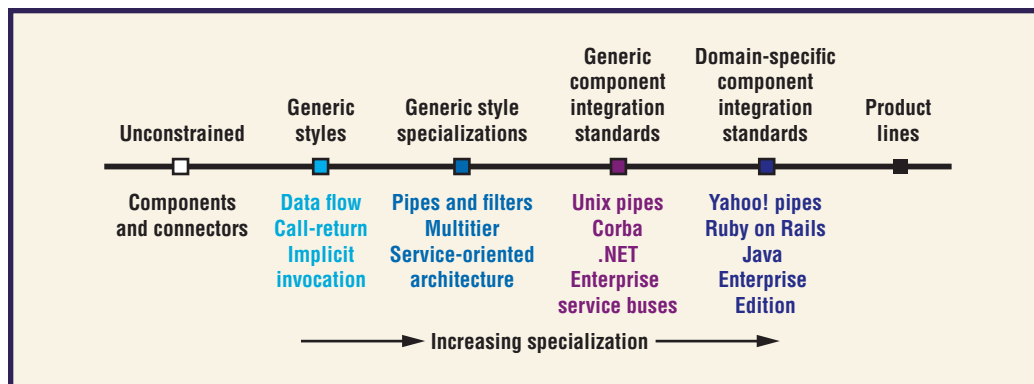 Unconstrained
Generic
styles
Generic style
specializations
Generic
component
integration
standards
Domain-specific
component
integration
standards
Product
lines
Components
and connectors
Data flow
Call-return
Implicit
invocation
Pipes and filters
Multitier
Service-oriented
architecture
Unix pipes
Corba
.NET
Enterprise
service buses
Yahoo! pipes
Ruby on Rails
Java
Enterprise
Edition
Increasing specialization